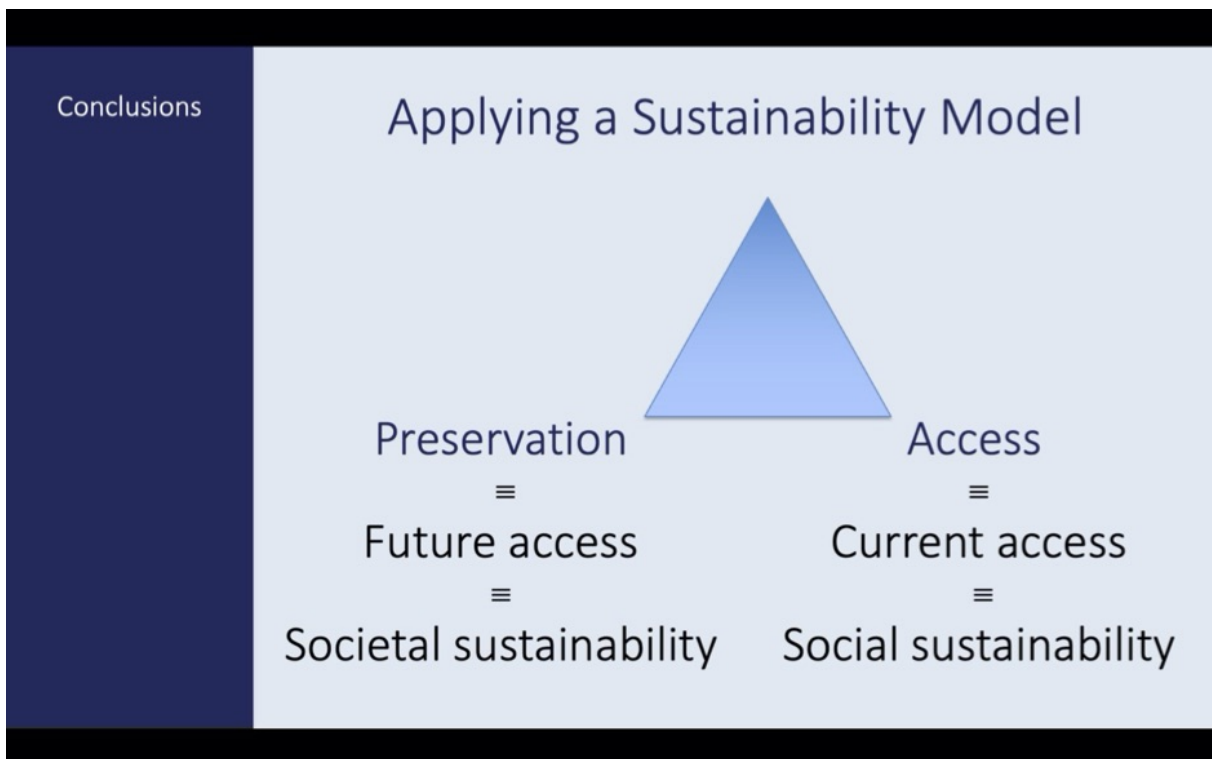 Conclusions
Applying a Sustainability Model
Preservation
Access
≡
≡
Future access
Current access
≡
≡
Societal sustainability
Social sustainability